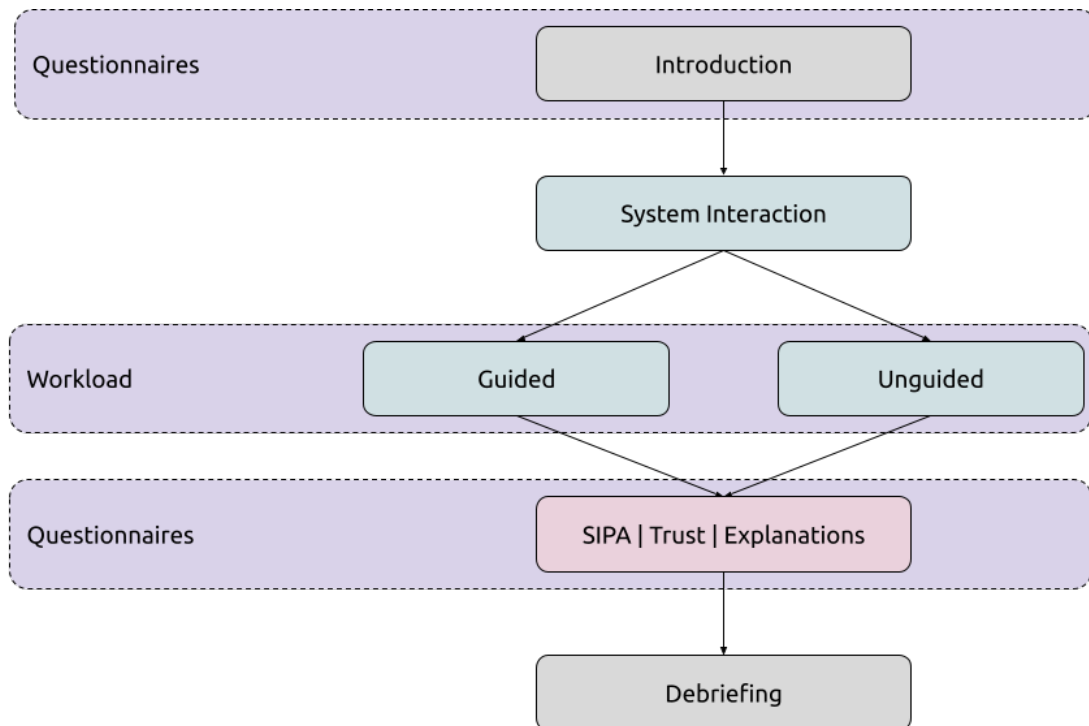 Questionnaires
Introduction
System Interaction
Workload
Guided
Unguided
Questionnaires
SIPA | Trust | Explanations
Debriefing